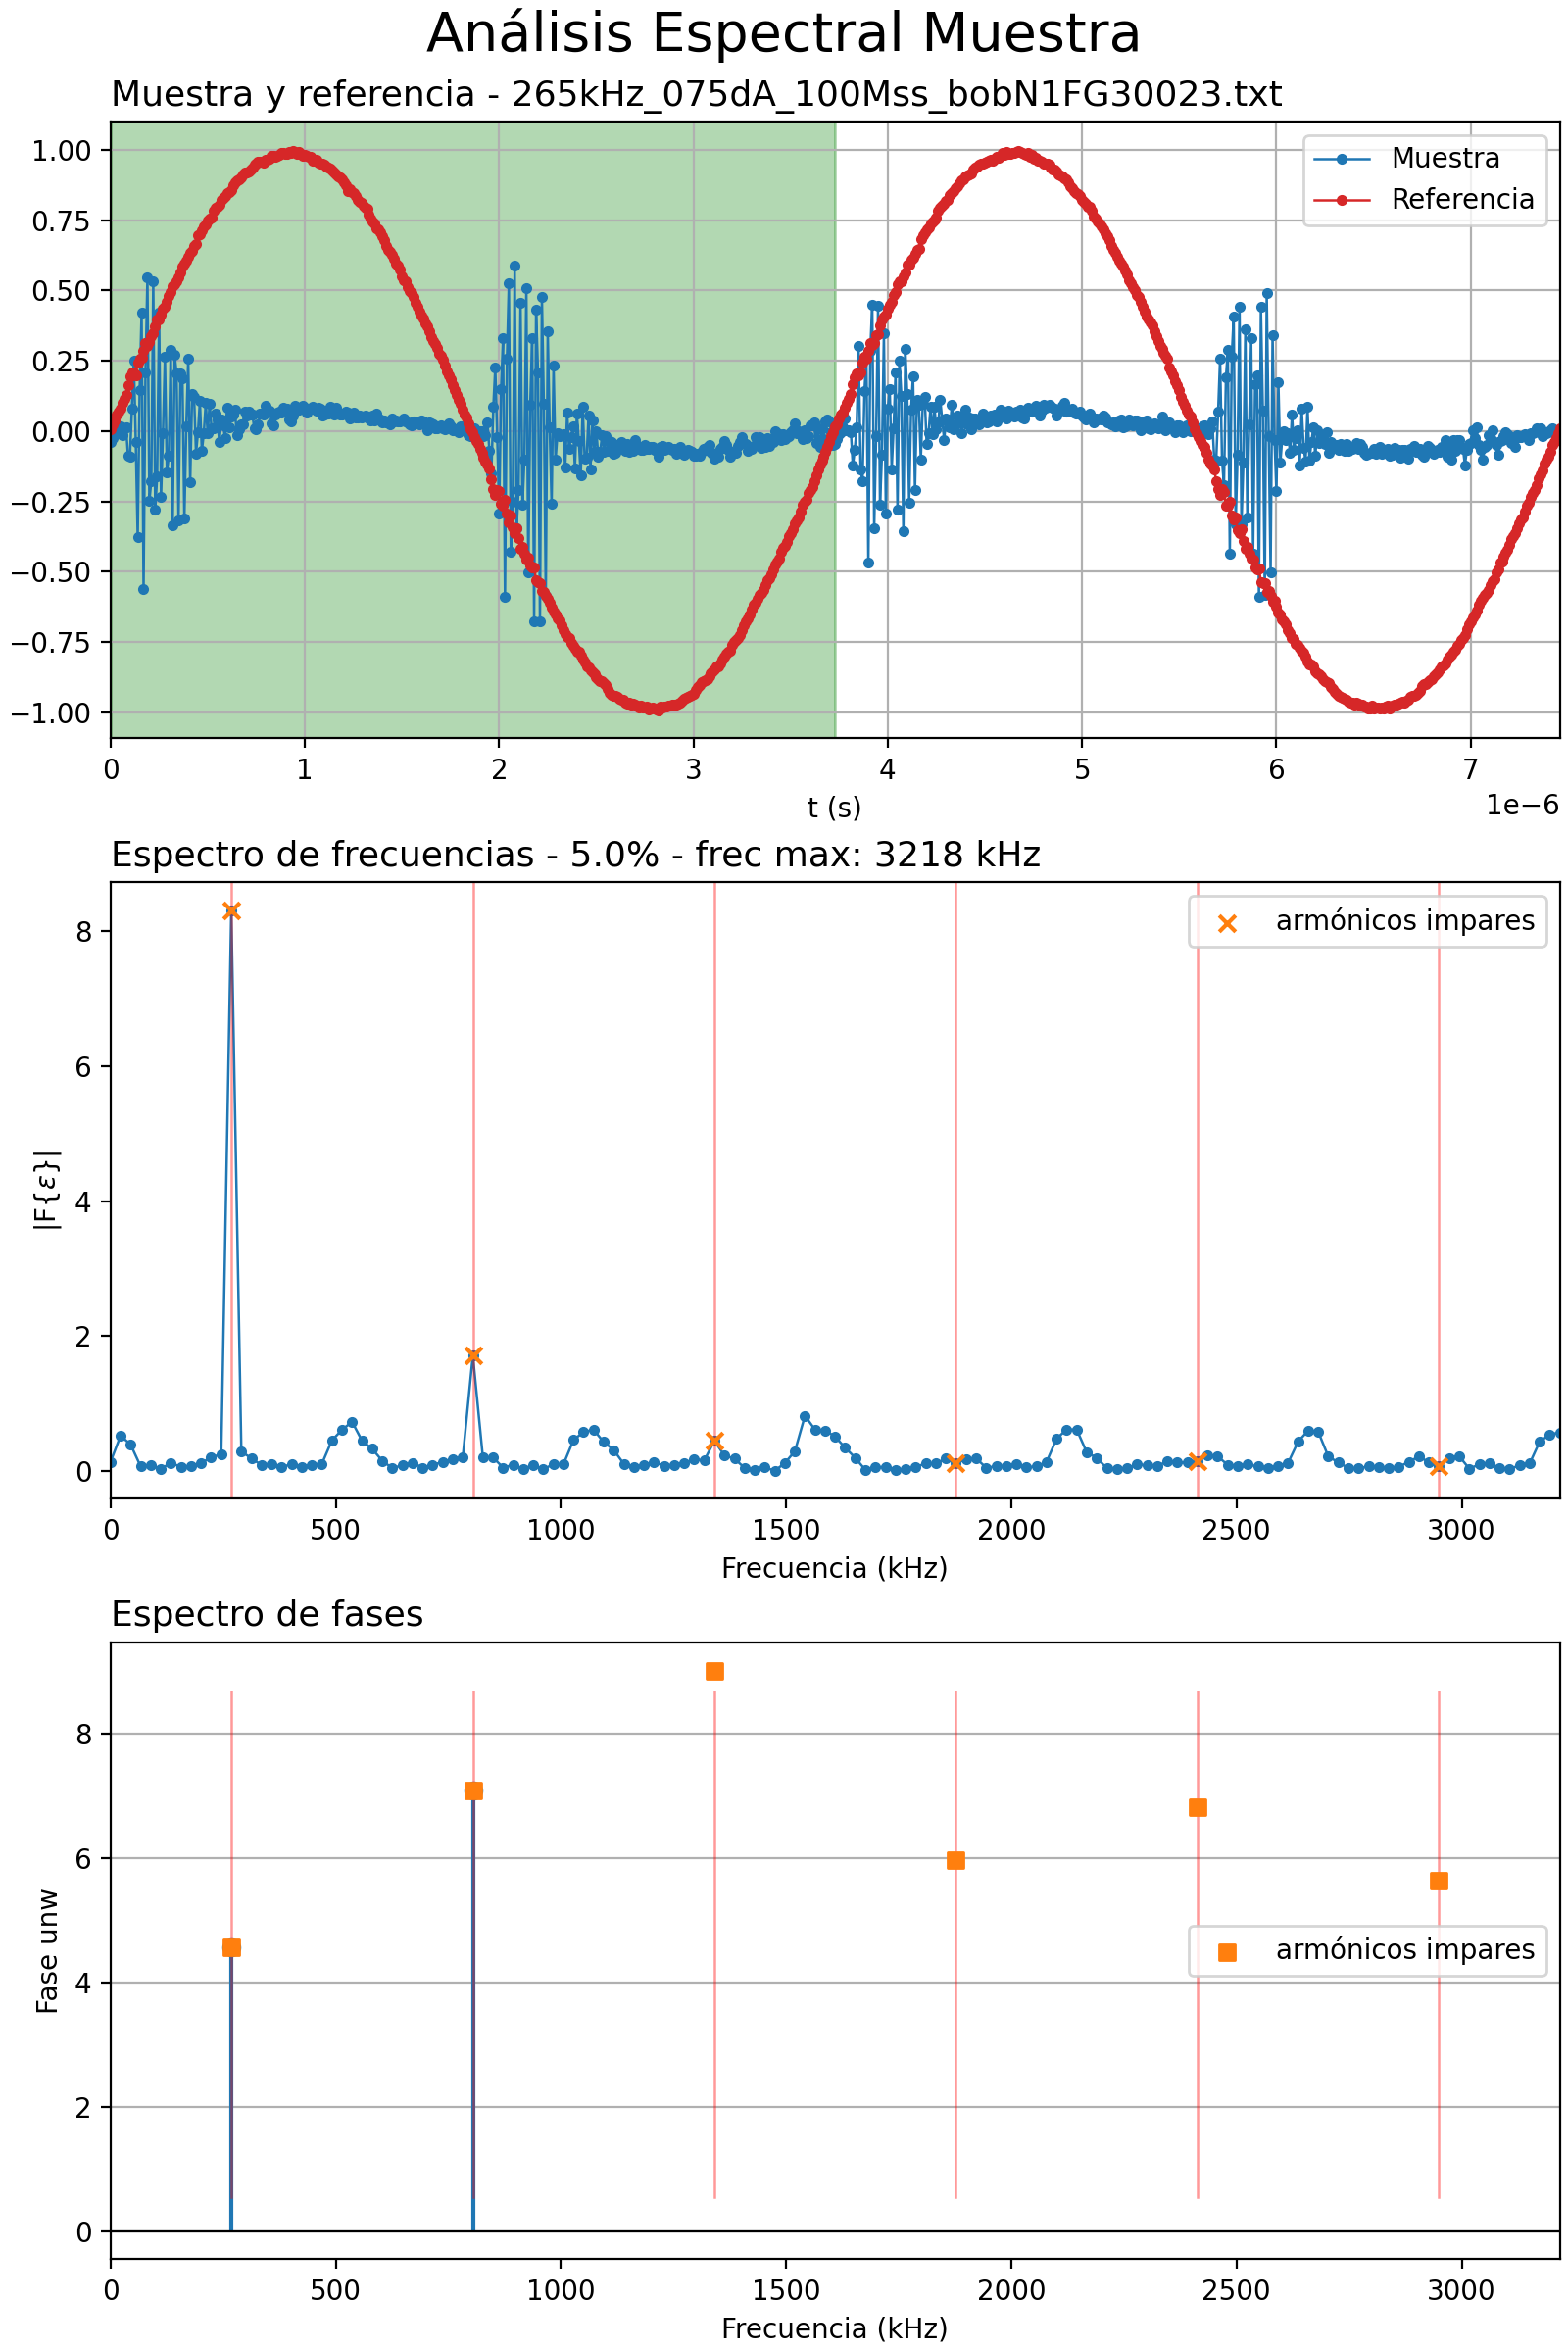 Análisis Espectral Muestra
Muestra y referencia - 265kHz_075dA_100Mss_bobN1FG30023.txt
1.00
0.75
0.50
0.25
0.00
−0.25
−0.50
−0.75
−1.00
Muestra
Referencia
0 1 2 3 4 5 6 7
t (s)
1e−6
Espectro de frecuencias - 5.0% - frec max: 3218 kHz
8
6
4
2
0
|F{ε}|
armónicos impares
0 500 1000 1500 2000 2500 3000
Frecuencia (kHz)
Espectro de fases
8
6
4
2
0
Fase unw
armónicos impares
0 500 1000 1500 2000 2500 3000
Frecuencia (kHz)